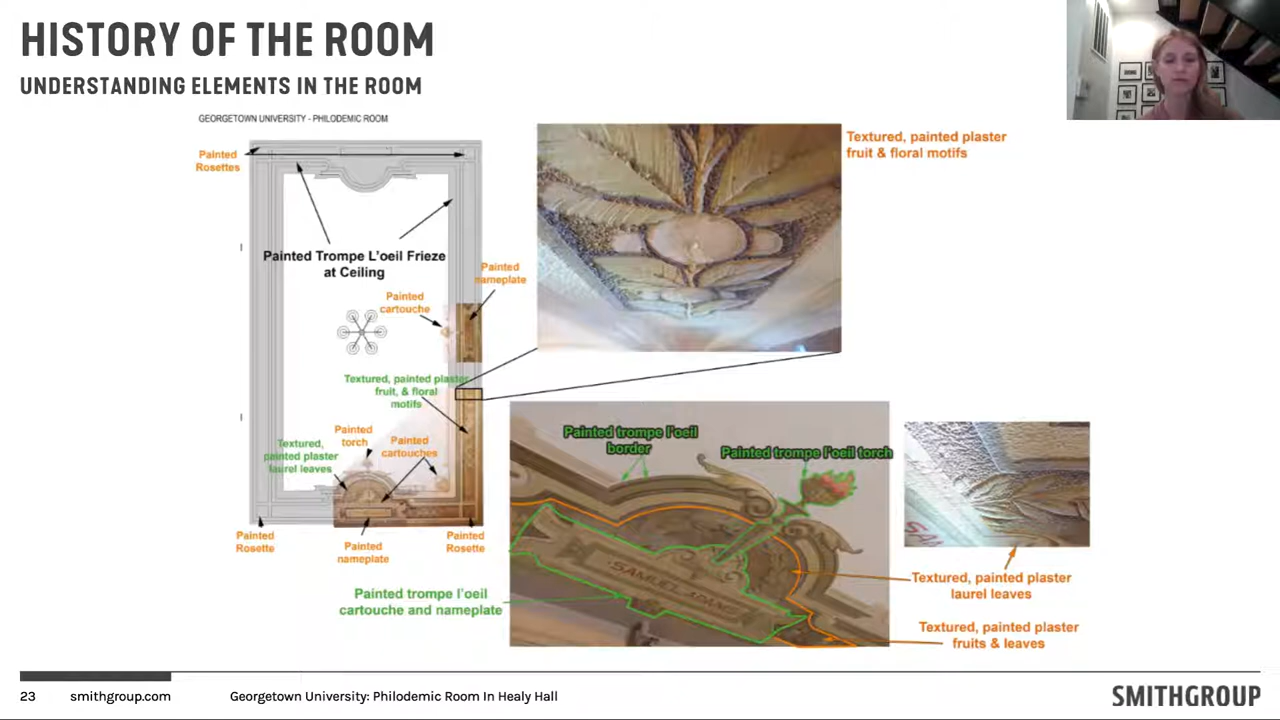 HISTORY OF THE ROOM
UNDERSTANDING ELEMENTS IN THE ROOM
GEORGETOWN UNIVERSITY - PHILODEMIC ROOM
Painted
Rosettes
Painted Trompe L'oeil Frieze
at Ceiling
Painted
nameplate
Painted
cartouche
Textured, painted plaster
fruit, & floral
motifs
Painted
torch
Painted
cartouches
Textured,
painted plaster
laurel leaves
Painted
Rosette
Painted
nameplate
Painted
Rosette
Textured, painted plaster
fruit & floral motifs
Painted trompe l'oeil
border
Painted trompe l'oeil torch
SAMUEL
Painted trompe l'oeil
cartouche and nameplate
Textured, painted plaster
laurel leaves
Textured, painted plaster
fruits & leaves
23
smithgroup.com
Georgetown University: Philodemic Room In Healy Hall
SMITHGROUP